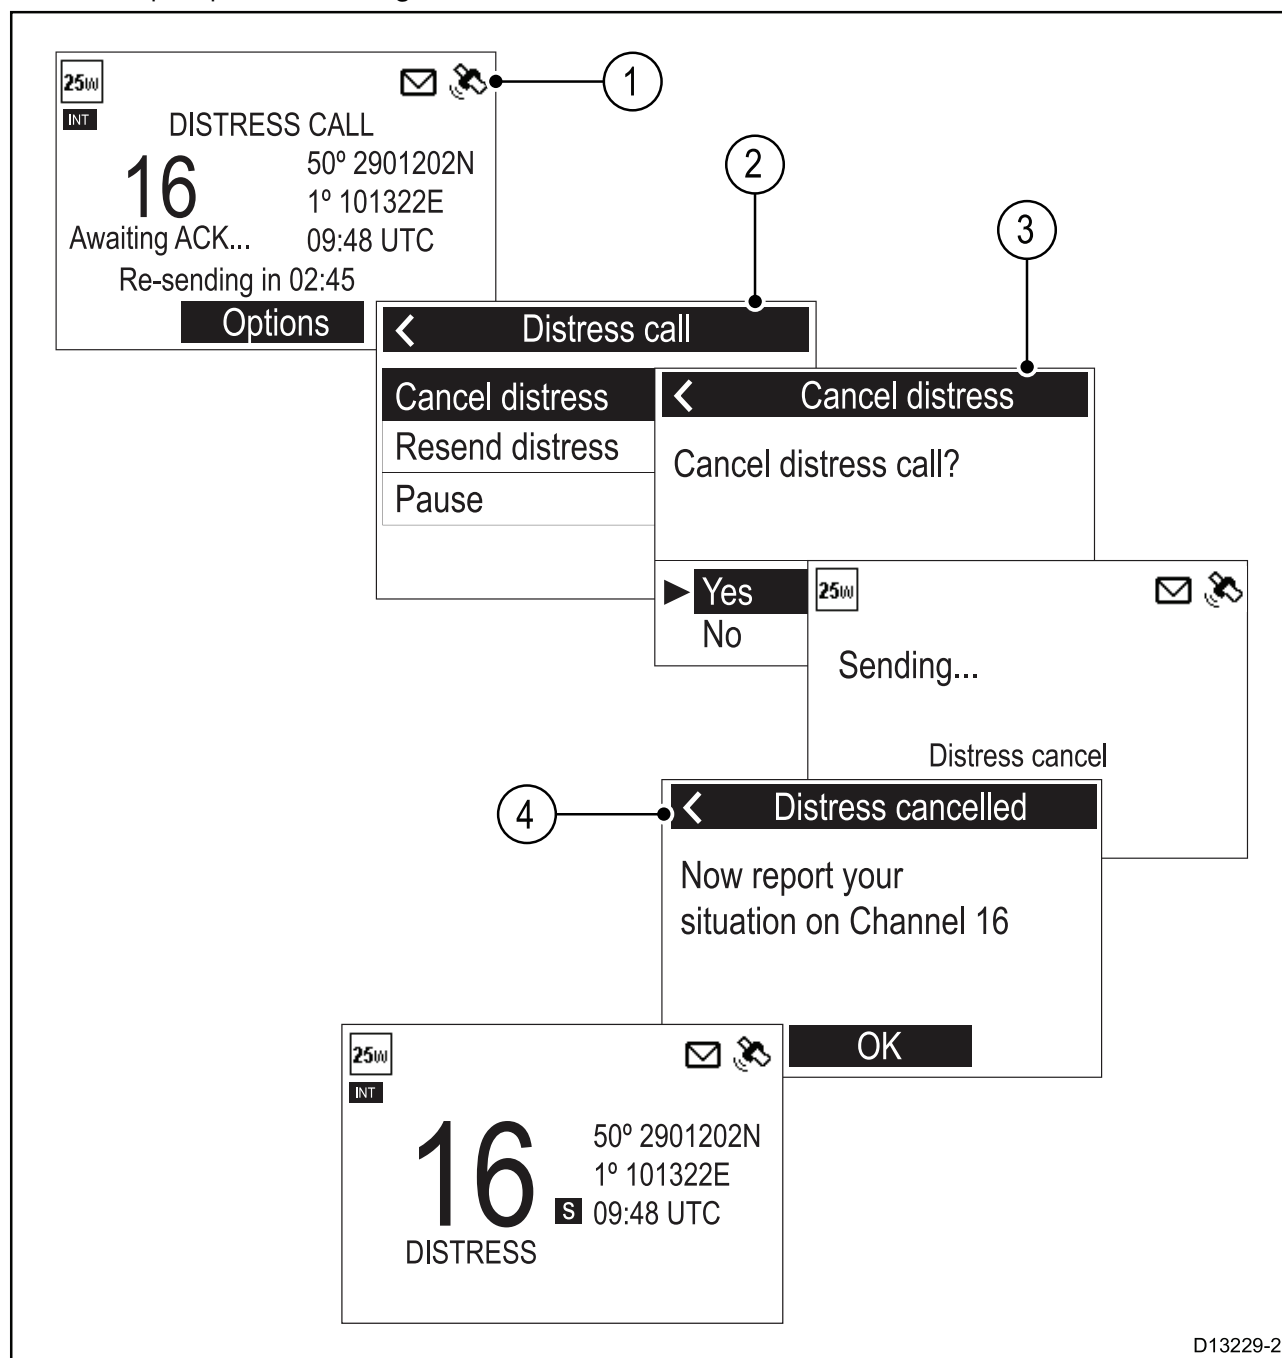 25W
INT
DISTRESS CALL
16
50º 2901202N
1º 101322E
Awaiting ACK...
09:48 UTC
Re-sending in 02:45
Options
1
2
Distress call
Cancel distress
Resend distress
Pause
3
Cancel distress
Cancel distress call?
Yes
No
25W
Sending...
Distress cancel
4
Distress cancelled
Now report your
situation on Channel 16
OK
25W
INT
16
50º 2901202N
1º 101322E
S 09:48 UTC
DISTRESS
D13229-2